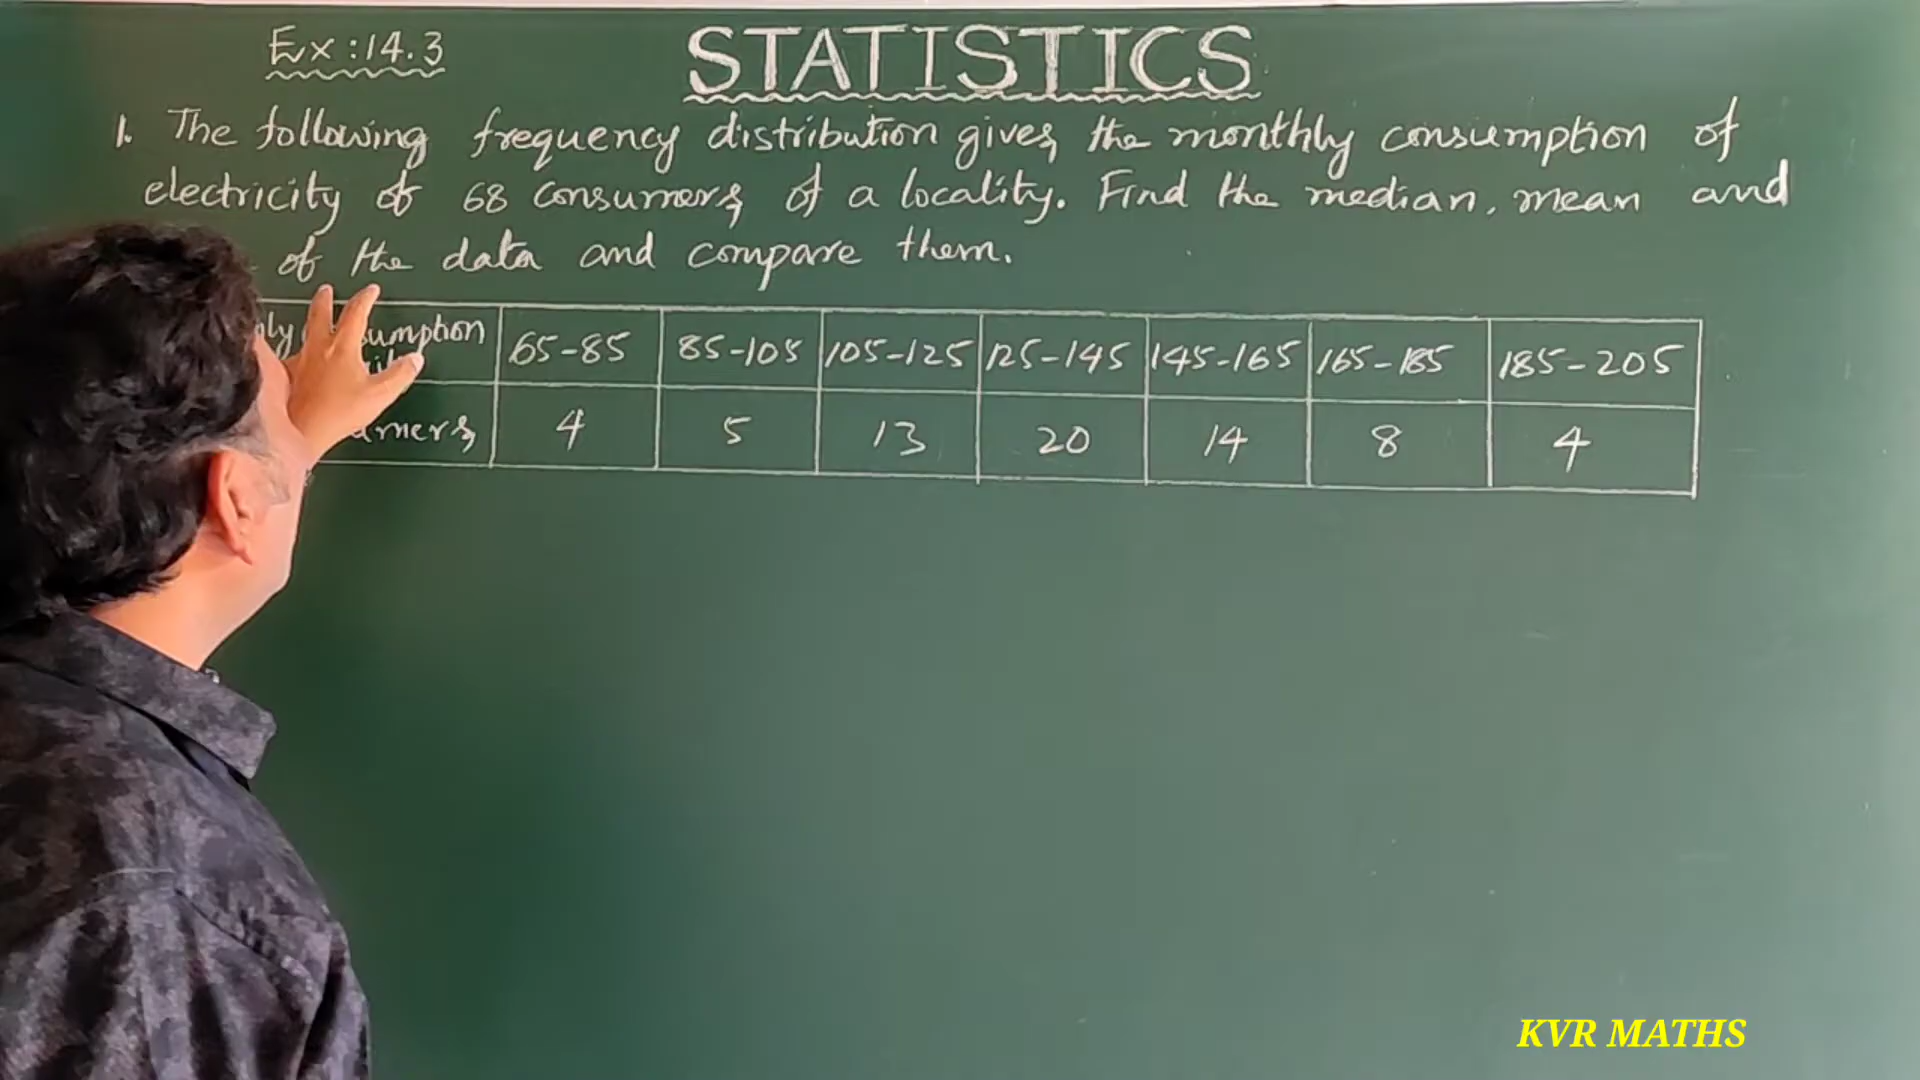 Ex: 14.3
STATISTICS
1. The following frequency distribution gives the monthly consumption of
electricity of 68 consumers of a locality. Find the median, mean and
of the data and compare them.
65-85 85-105 105-125 125-145 145-165 165-185 185-205
4 5 13 20 14 8 4
KVR MATHS